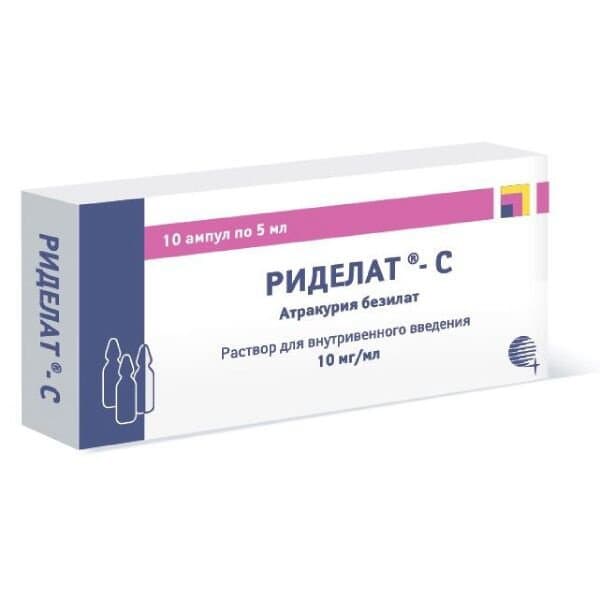 10 ампул по 5 мл
РИДЕЛАТ®- С
Атракурия безилат
Раствор для внутривенного введения
10 мг/мл
РИДЕЛАТ®- С